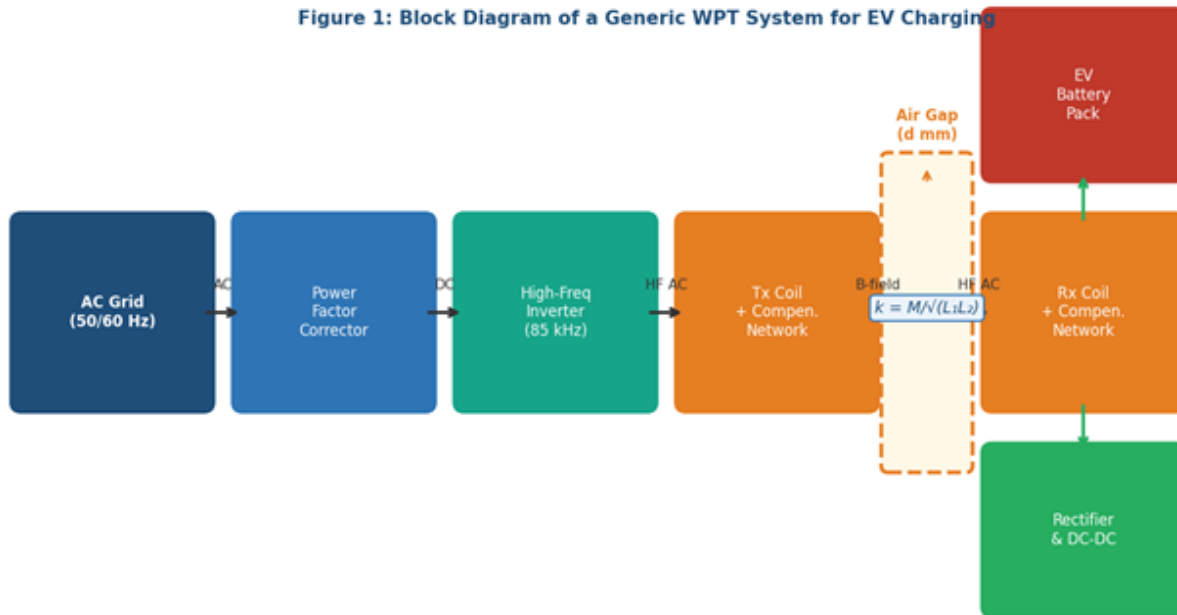 Figure 1: Block Diagram of a Generic WPT System for EV Charging
EV
Battery
Pack
Air Gap
(d mm)
AC Grid
(50/60 Hz)
AC
Power
Factor
Corrector
DC
High-Freq
Inverter
(85 kHz)
HF AC
Tx Coil
+ Compen.
Network
B-field
k = M/√(L₁L₂)
HF AC
Rx Coil
+ Compen.
Network
Rectifier
& DC-DC